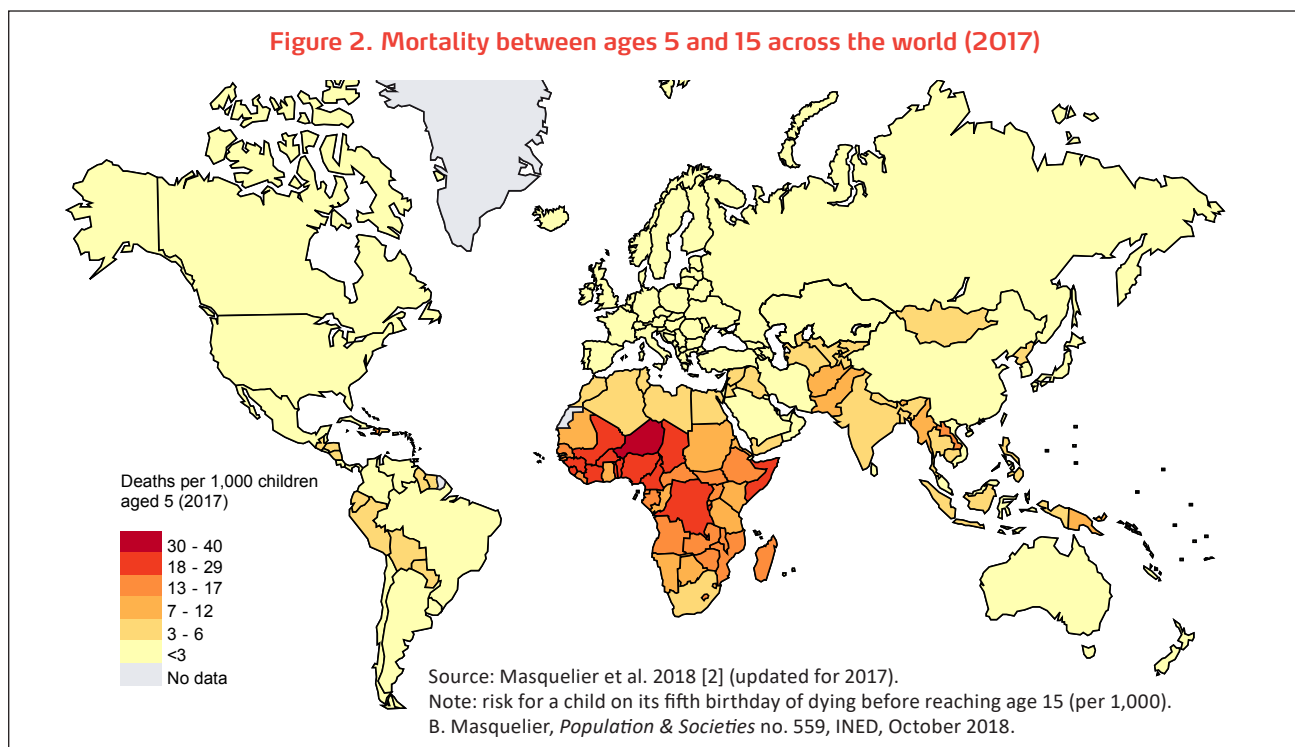 Figure 2. Mortality between ages 5 and 15 across the world (2017)
Deaths per 1,000 children
aged 5 (2017)
30 - 40
18 - 29
13 - 17
7 - 12
3 - 6
<3
No data
Source: Masquelier et al. 2018 [2] (updated for 2017).
Note: risk for a child on its fifth birthday of dying before reaching age 15 (per 1,000).
B. Masquelier, Population & Societies no. 559, INED, October 2018.